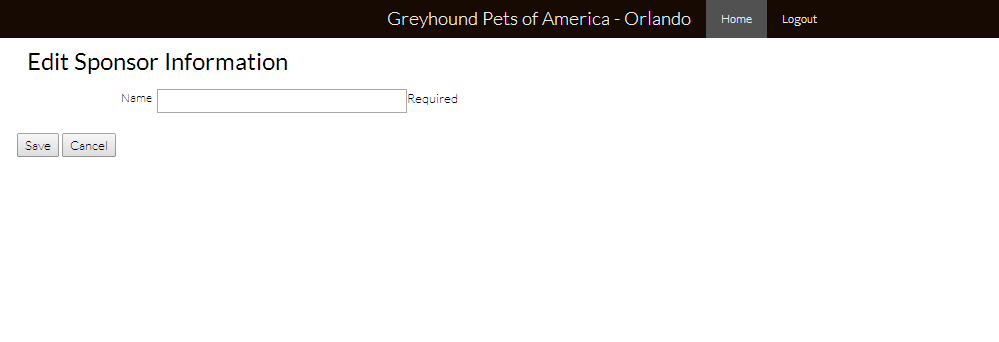 Greyhound Pets of America - Orlando Home Logout
Edit Sponsor Information
Name Required
Save Cancel